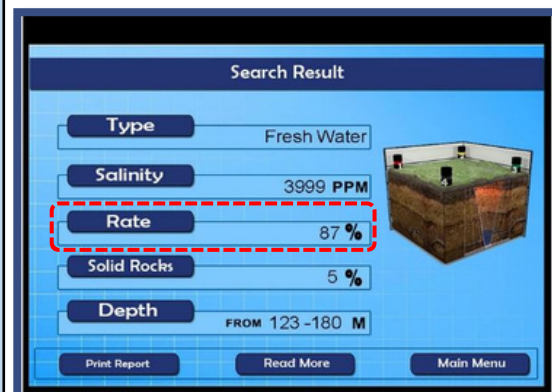 Search Result
Type
Fresh Water
Salinity
3999 PPM
Rate
87 %
Solid Rocks
5 %
Depth
FROM 123 -180 M
Print Report
Read More
Main Menu